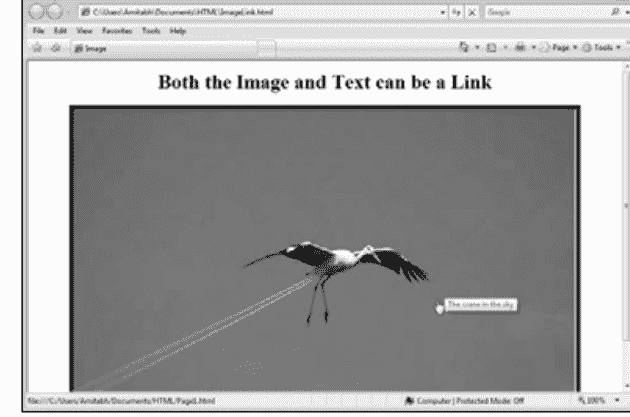 C:\Users\Amitabh\Documents\HTML\ImageLink.html
Google
File Edit View Favorites Tools Help
Image
Page Tools
Both the Image and Text can be a Link
The crane in the sky
file:///C:/Users/Amitabh/Documents/HTML/Page1.html
Computer | Protected Mode: Off
100%